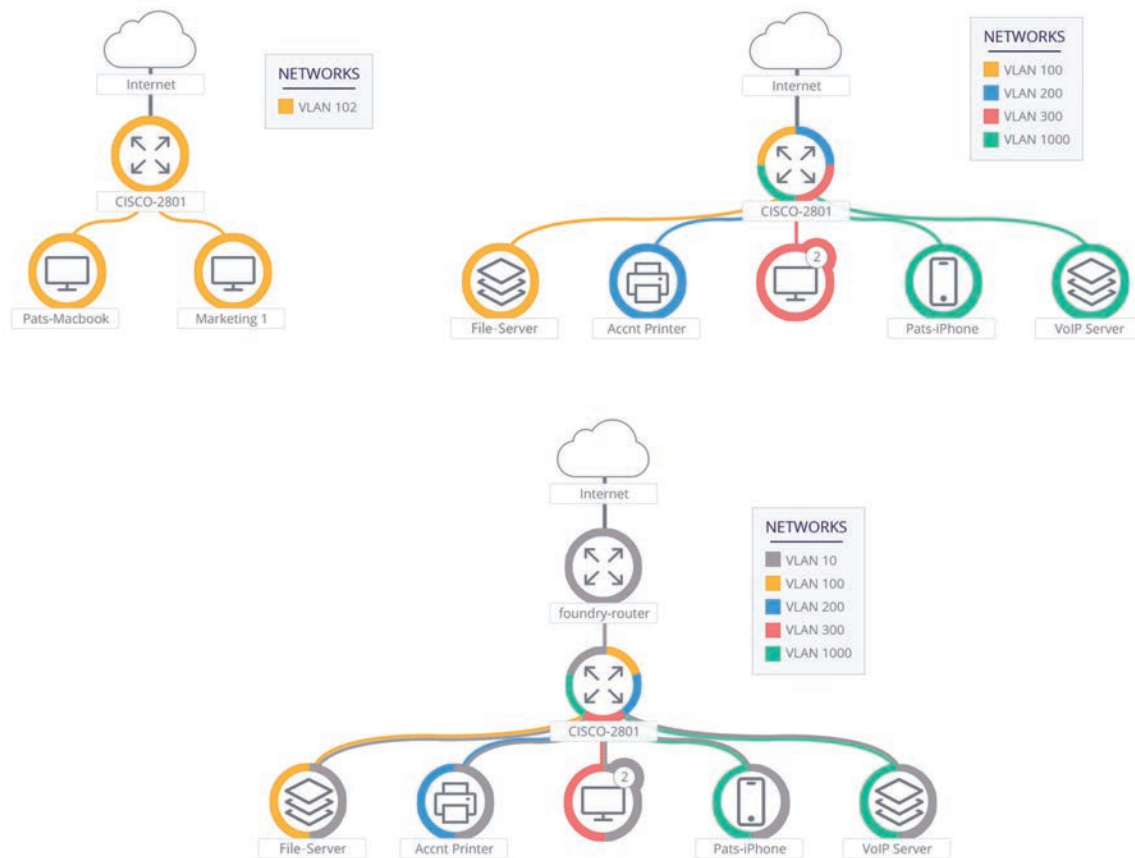 Internet
NETWORKS
VLAN 102
CISCO-2801
Pats-Macbook
Marketing 1
Internet
NETWORKS
VLAN 100
VLAN 200
VLAN 300
VLAN 1000
CISCO-2801
2
File-Server
Accnt Printer
Pats-iPhone
VoIP Server
Internet
NETWORKS
VLAN 10
VLAN 100
VLAN 200
VLAN 300
VLAN 1000
foundry-router
CISCO-2801
2
File-Server
Accnt Printer
Pats-iPhone
VoIP Server